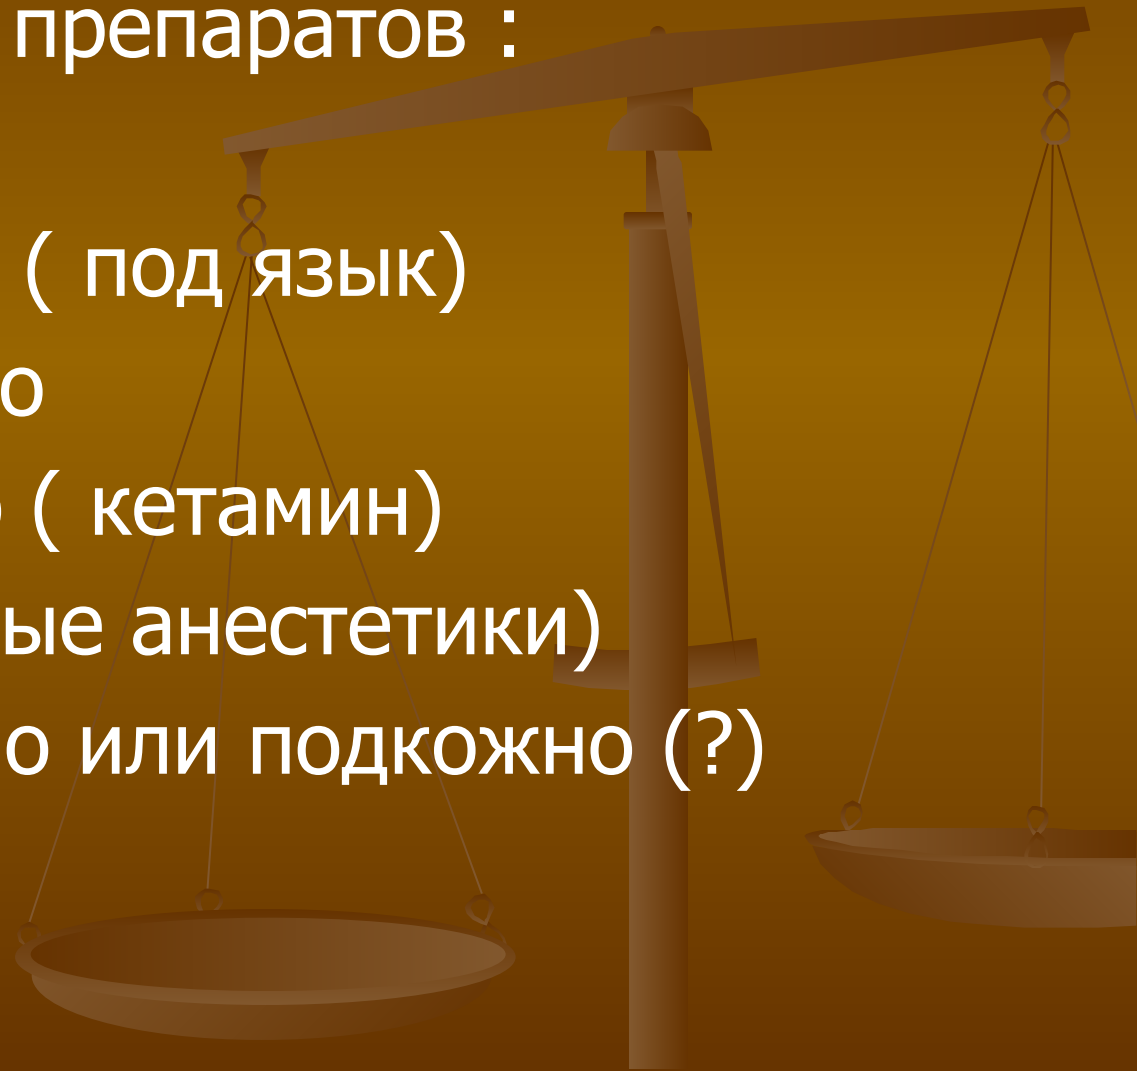 препаратов :
( под язык)
о
( кетамин)
ые анестетики)
о или подкожно (?)